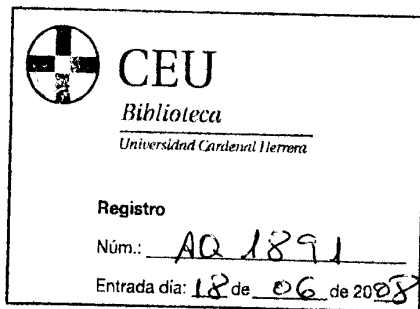 CEU
Biblioteca
Universidad Cardenal Herrera
Registro
Núm.: AQ 1891
Entrada día: 18 de 06 de 2008